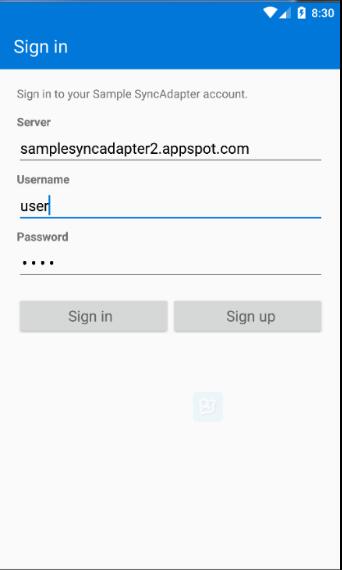 8:30
Sign in
Sign in to your Sample SyncAdapter account.
Server
samplesyncadapter2.appspot.com
Username
user
Password
••••
Sign in Sign up